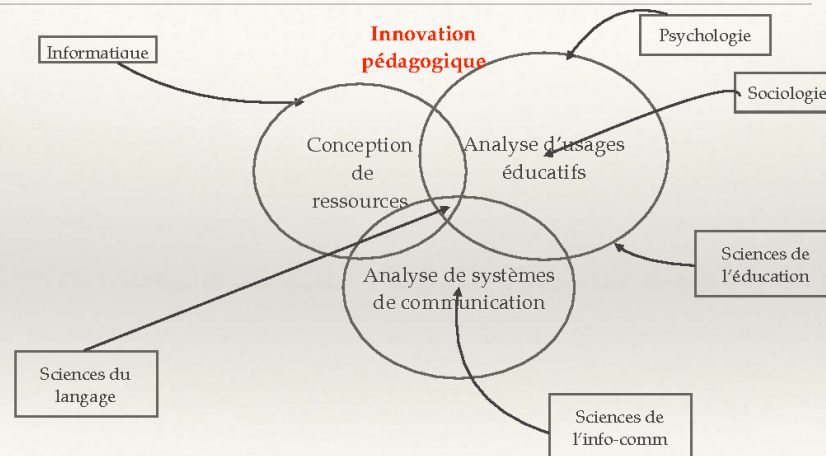 Innovation
pédagogique
Informatique
Psychologie
Sociologie
Conception
de
ressources
Analyse d'usages
éducatifs
Sciences de
l'éducation
Analyse de systèmes
de communication
Sciences du
langage
Sciences de
l'info-comm